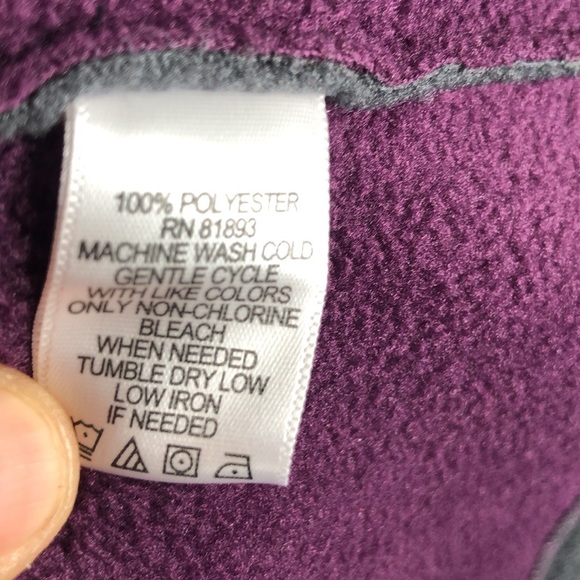 100% POLYESTER
RN 81893
MACHINE WASH COLD
GENTLE CYCLE
WITH LIKE COLORS
ONLY NON-CHLORINE
BLEACH
WHEN NEEDED
TUMBLE DRY LOW
LOW IRON
IF NEEDED